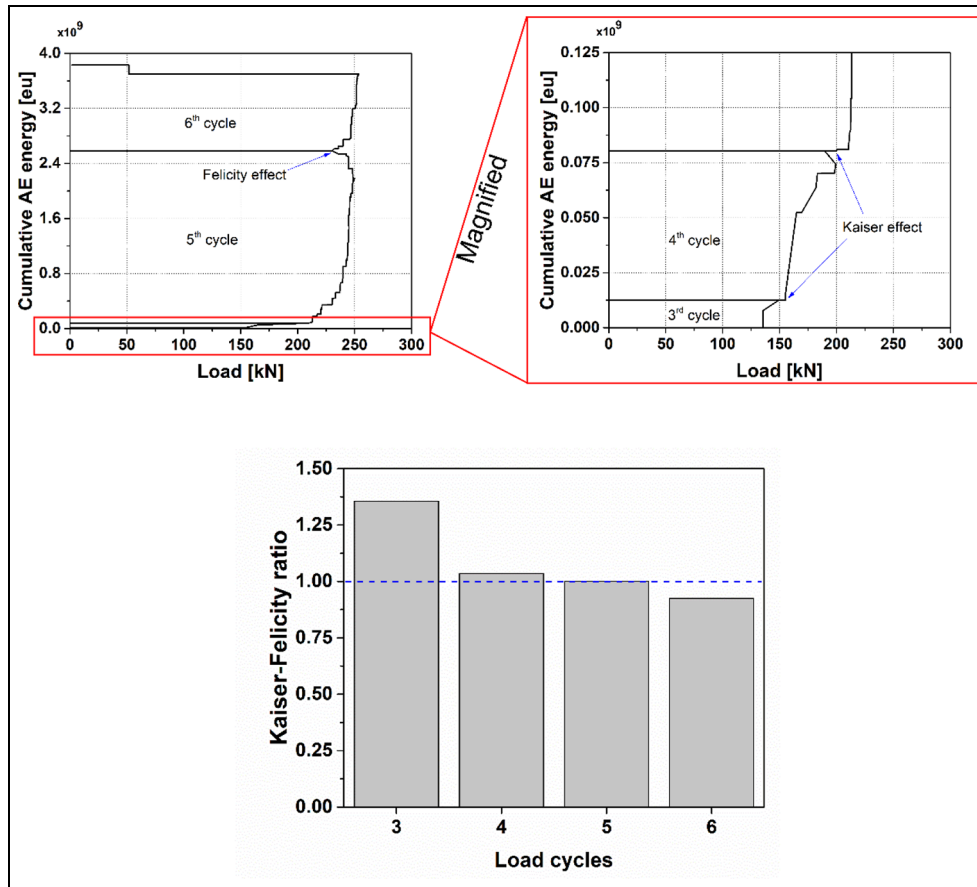 ×10⁹
Cumulative AE energy [eu]
4.0
3.2
2.4
1.6
0.8
0.0
6th cycle
Felicity effect
5th cycle
0 50 100 150 200 250 300
Load [kN]
Magnified
×10⁹
Cumulative AE energy [eu]
0.125
0.100
0.075
0.050
0.025
0.000
Kaiser effect
4th cycle
3rd cycle
0 50 100 150 200 250 300
Load [kN]
Kaiser-Felicity ratio
1.50
1.25
1.00
0.75
0.50
0.25
0.00
3 4 5 6
Load cycles